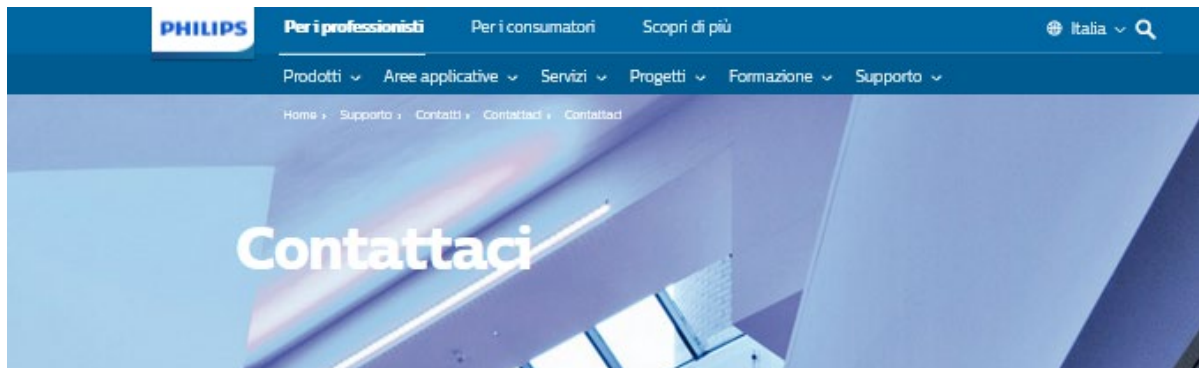 PHILIPS Per i professionisti Per i consumatori Scopri di più Italia
Prodotti Aree applicative Servizi Progetti Formazione Supporto
Home › Supporto › Contatti › Contattaci › Contattaci
Contattaci